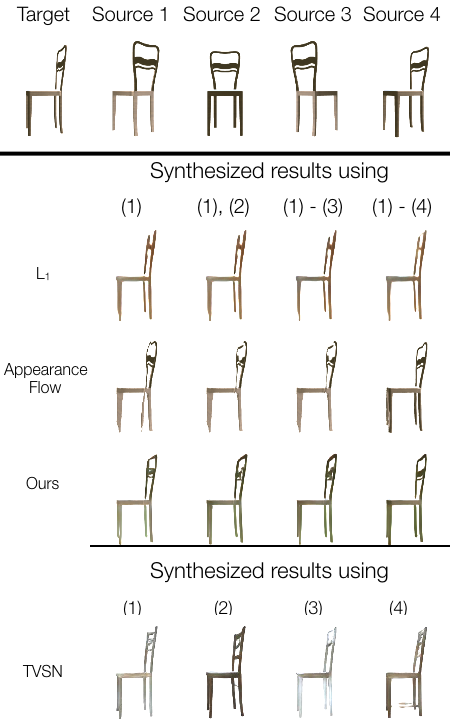 Target Source 1 Source 2 Source 3 Source 4
Synthesized results using
(1) (1), (2) (1) - (3) (1) - (4)
L₁
Appearance
Flow
Ours
Synthesized results using
(1) (2) (3) (4)
TVSN